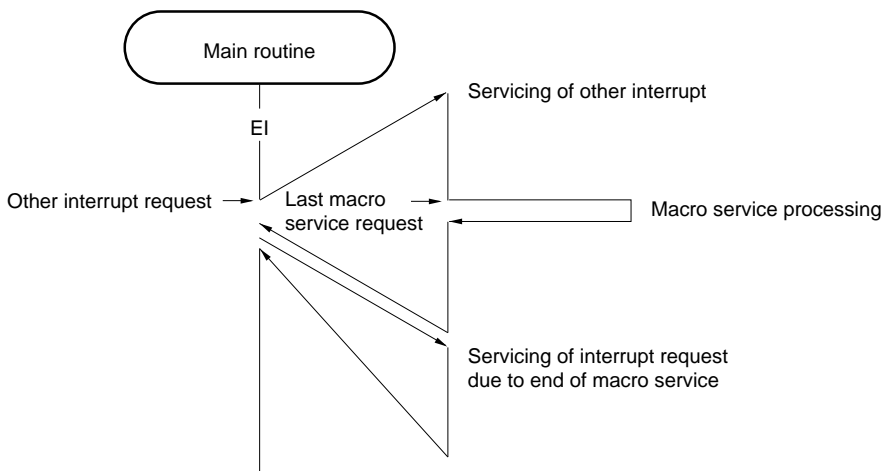 Main routine
Servicing of other interrupt
EI
Other interrupt request
Last macro
service request
Macro service processing
Servicing of interrupt request
due to end of macro service